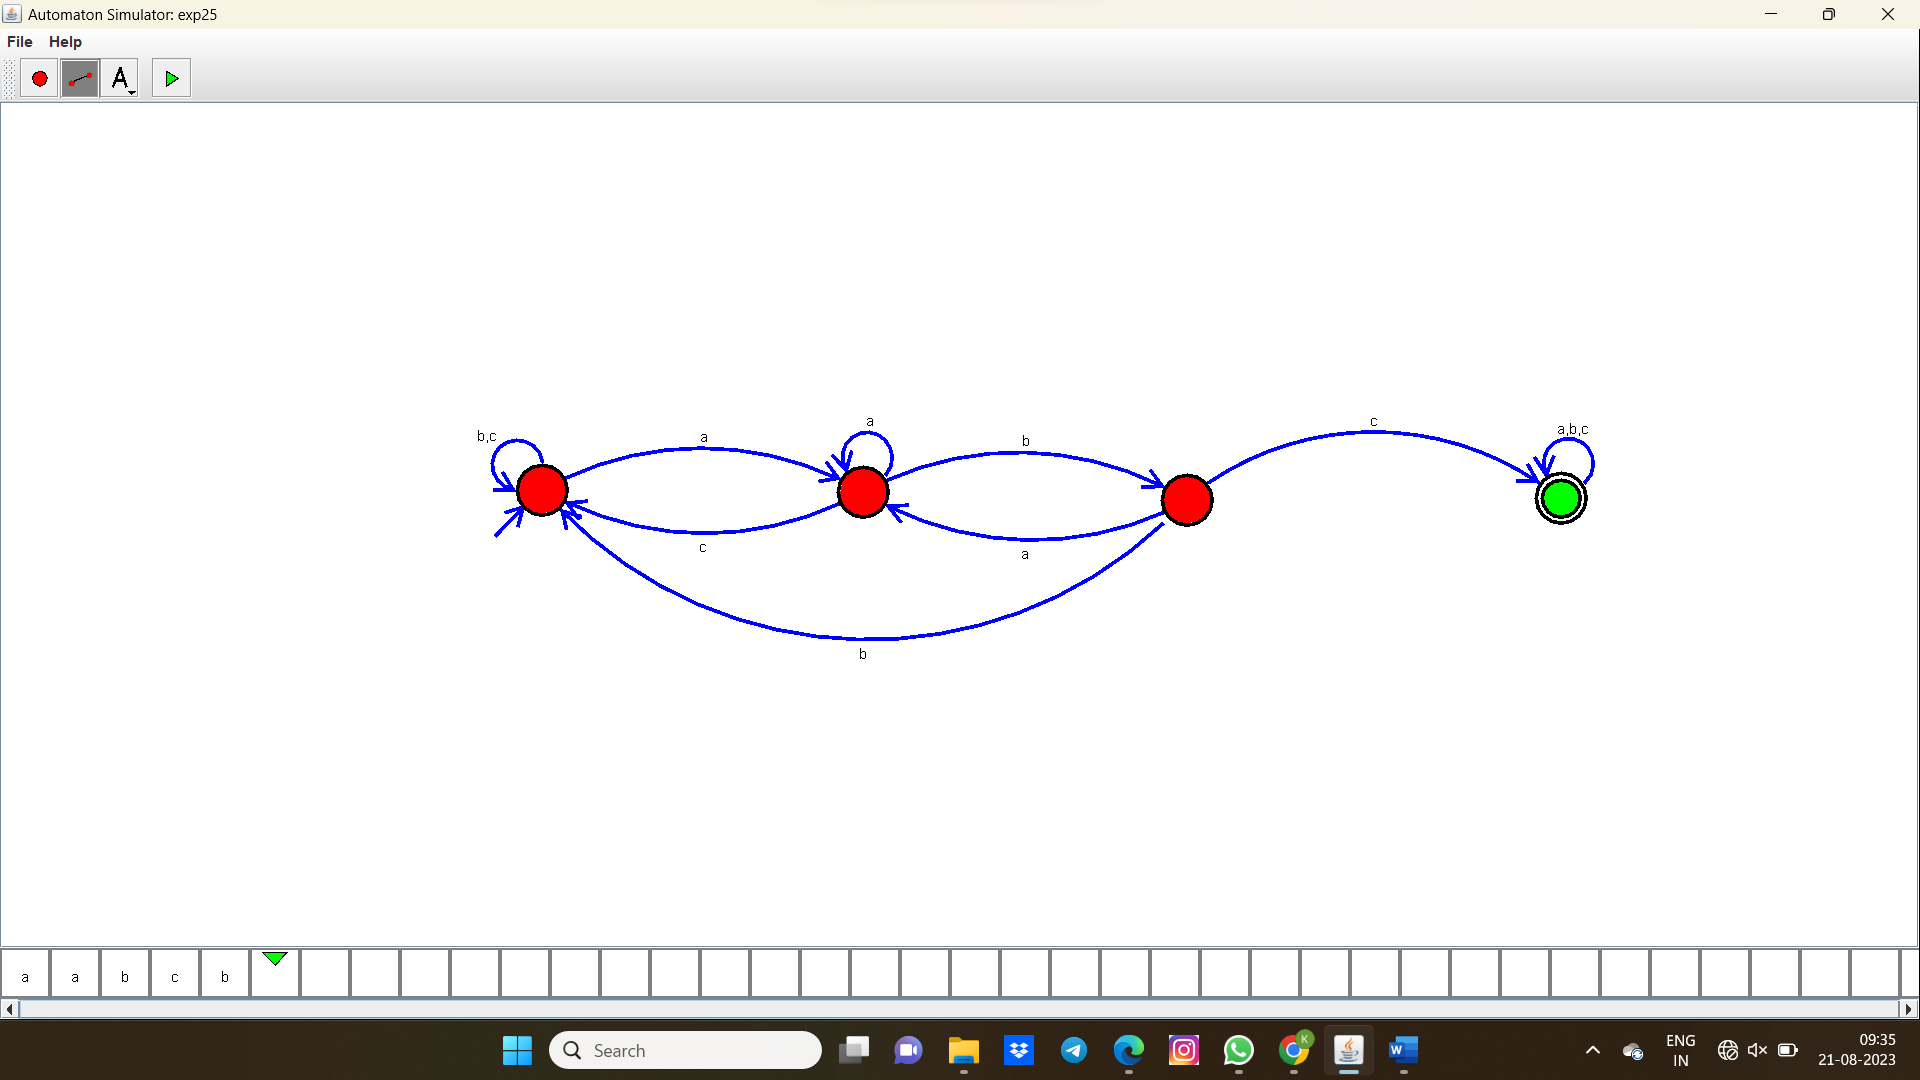 Automaton Simulator: exp25
File Help
A
b,c
a
a
b
c
a,b,c
c
a
b
a a b c b
Search
K
W
ENG
IN
09:35
21-08-2023